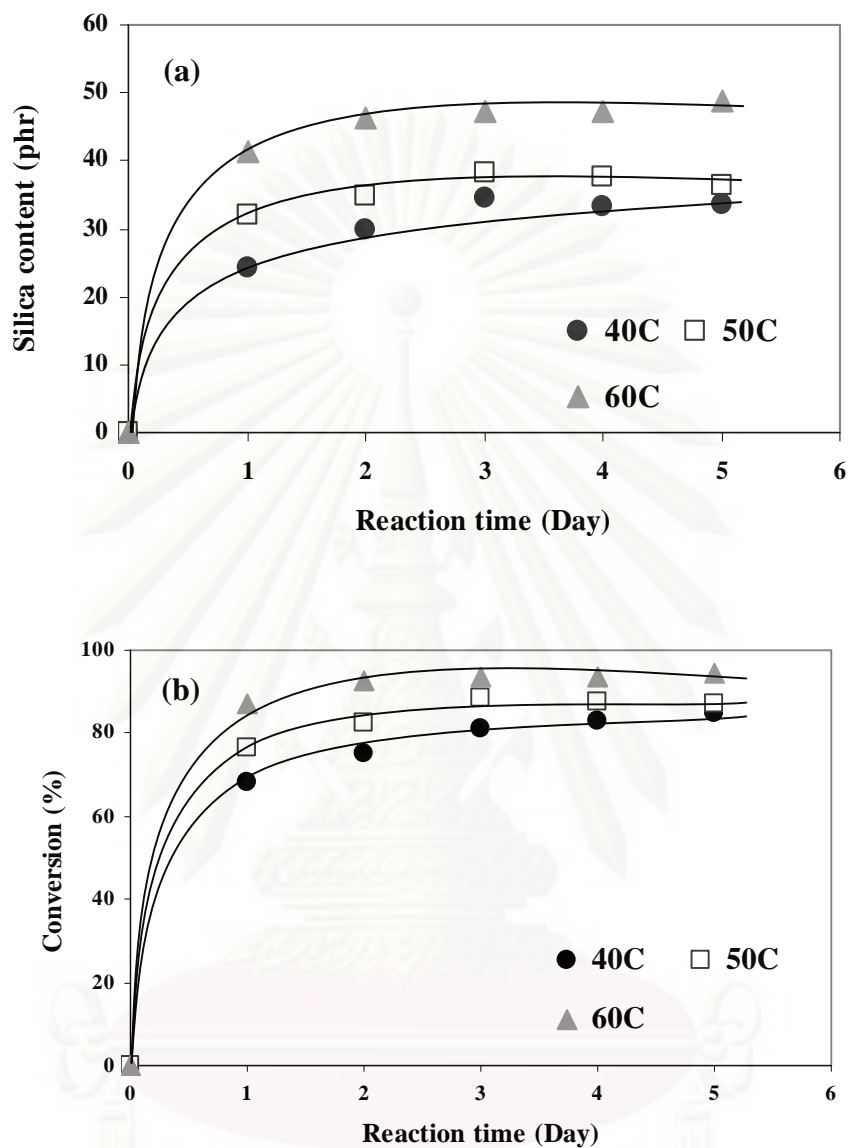 60
(a)
50
40
30
20
10
0
Silica content (phr)
40C 50C
60C
0 1 2 3 4 5 6
Reaction time (Day)
100
(b)
80
60
40
20
0
Conversion (%)
40C 50C
60C
0 1 2 3 4 5 6
Reaction time (Day)